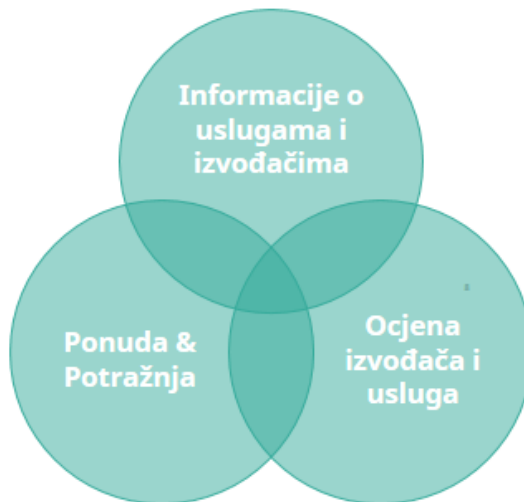 Informacije o
uslugama i
izvođačima
Ponuda &
Potražnja
Ocjena
izvođača i
usluga